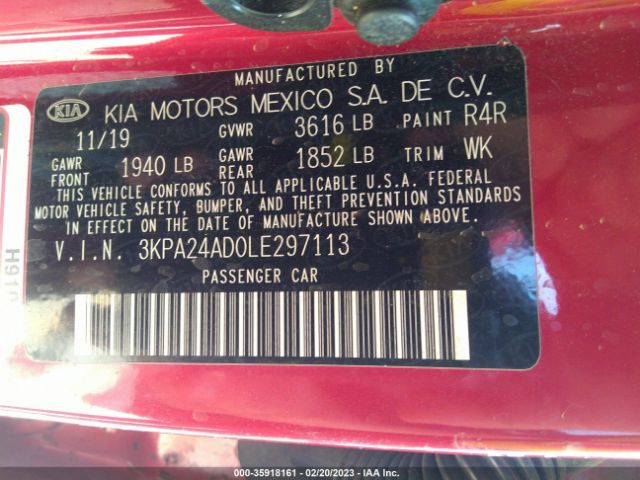 MANUFACTURED BY
KIA KIA MOTORS MEXICO S.A. DE C.V.
11/19 GVWR 3616 LB PAINT R4R
GAWR FRONT 1940 LB GAWR REAR 1852 LB TRIM WK
THIS VEHICLE CONFORMS TO ALL APPLICABLE U.S.A. FEDERAL
MOTOR VEHICLE SAFETY, BUMPER, AND THEFT PREVENTION STANDARDS
IN EFFECT ON THE DATE OF MANUFACTURE SHOWN ABOVE.
V.I.N. 3KPA24AD0LE297113
PASSENGER CAR
000-35918161 - 02/20/2023 - IAA Inc.